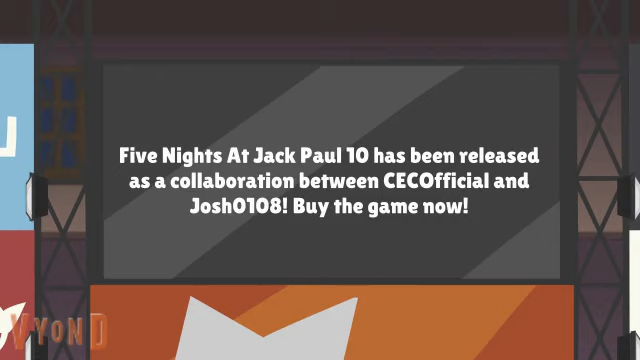 Five Nights At Jack Paul 10 has been released
as a collaboration between CECOfficial and
Josh0108! Buy the game now!
VYOND